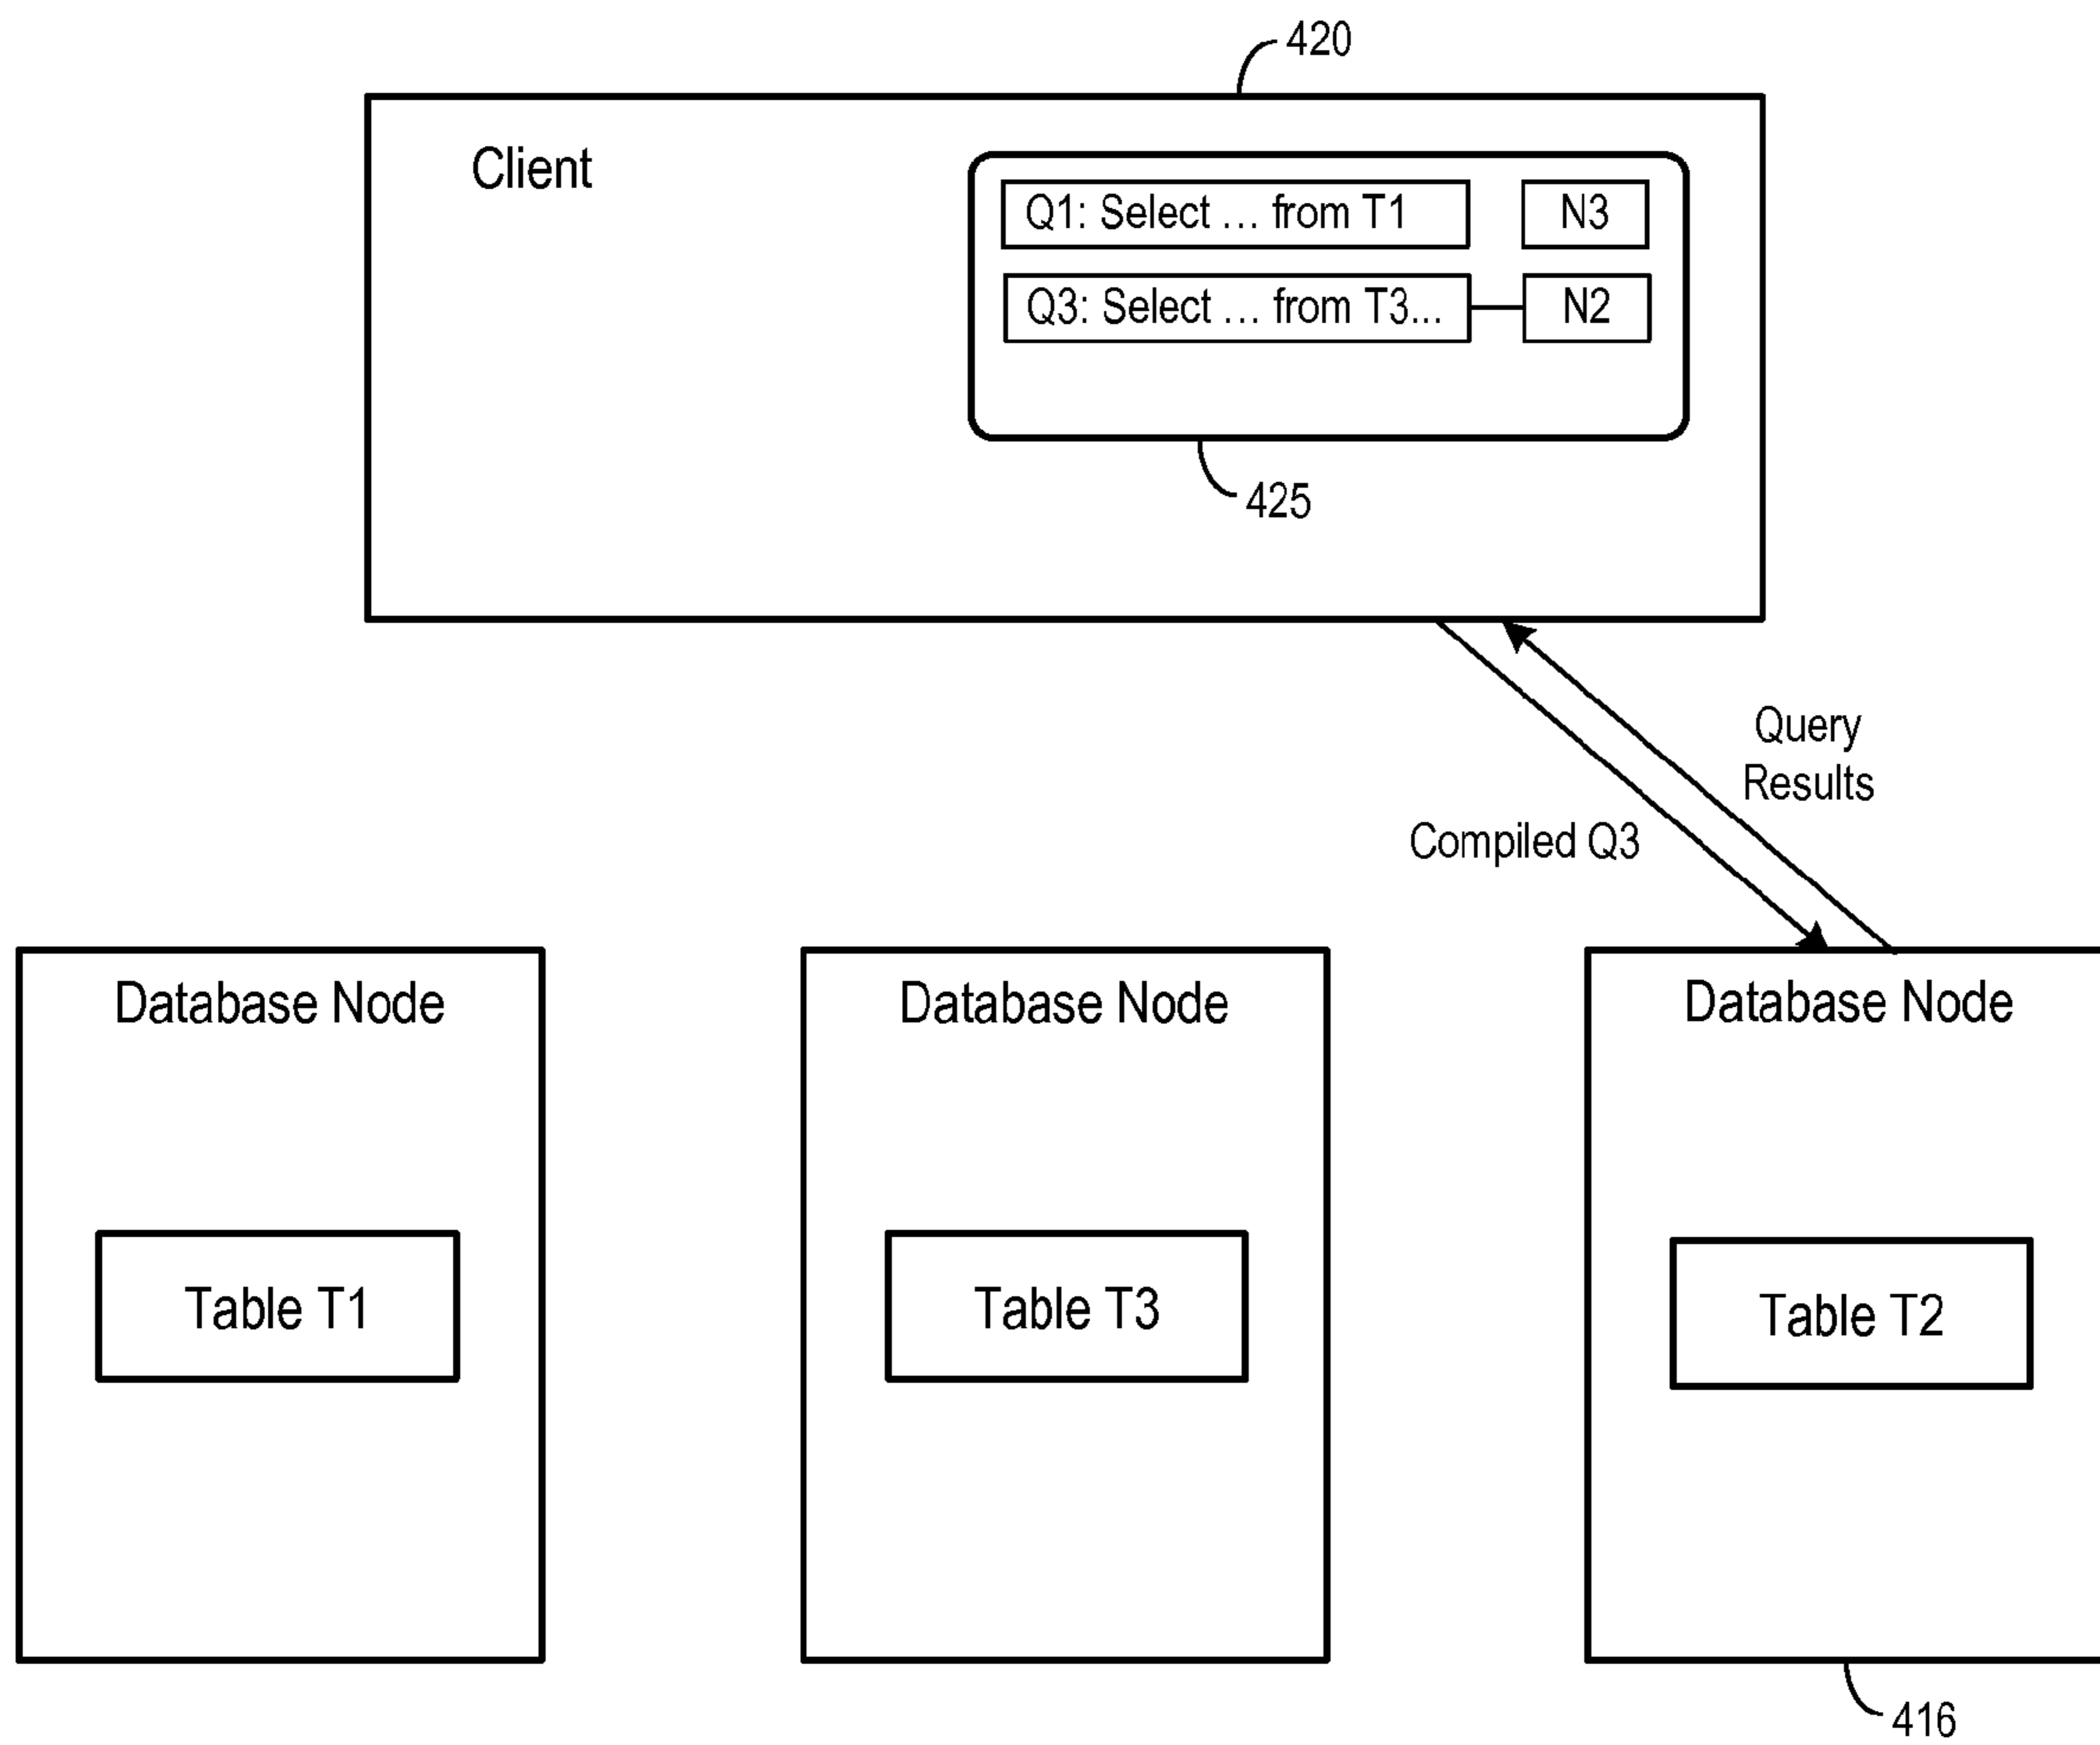 420
Client
Q1: Select ... from T1
N3
Q3: Select ... from T3...
N2
425
Query
Results
Compiled Q3
Database Node
Database Node
Database Node
Table T1
Table T3
Table T2
416